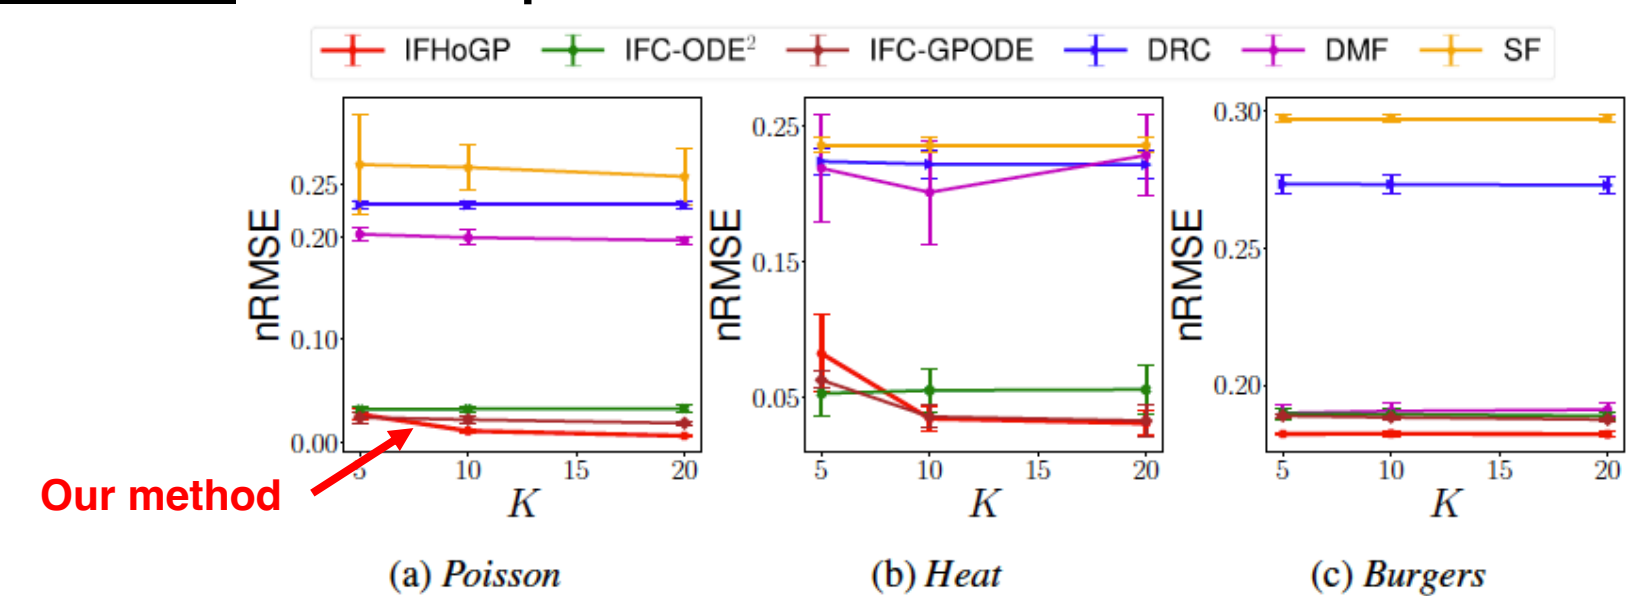 IFHoGP IFC-ODE² IFC-GPODE DRC DMF SF
nRMSE
0.25
0.20
0.10
0.00
5 10 15 20
K
(a) Poisson
nRMSE
0.25
0.15
0.05
5 10 15 20
K
(b) Heat
nRMSE
0.30
0.25
0.20
5 10 15 20
K
(c) Burgers
Our method